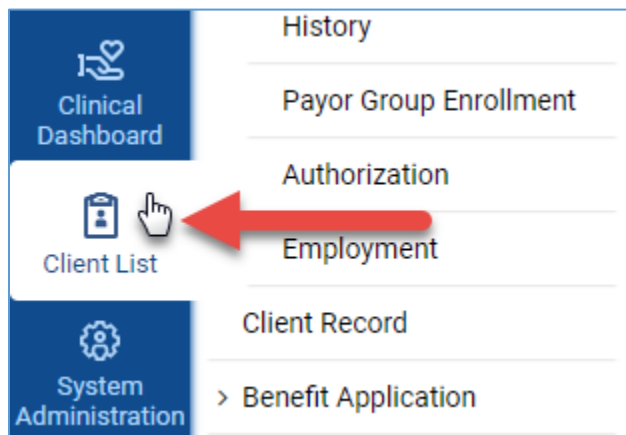 Clinical
Dashboard
Client List
System
Administration
History
Payor Group Enrollment
Authorization
Employment
Client Record
Benefit Application